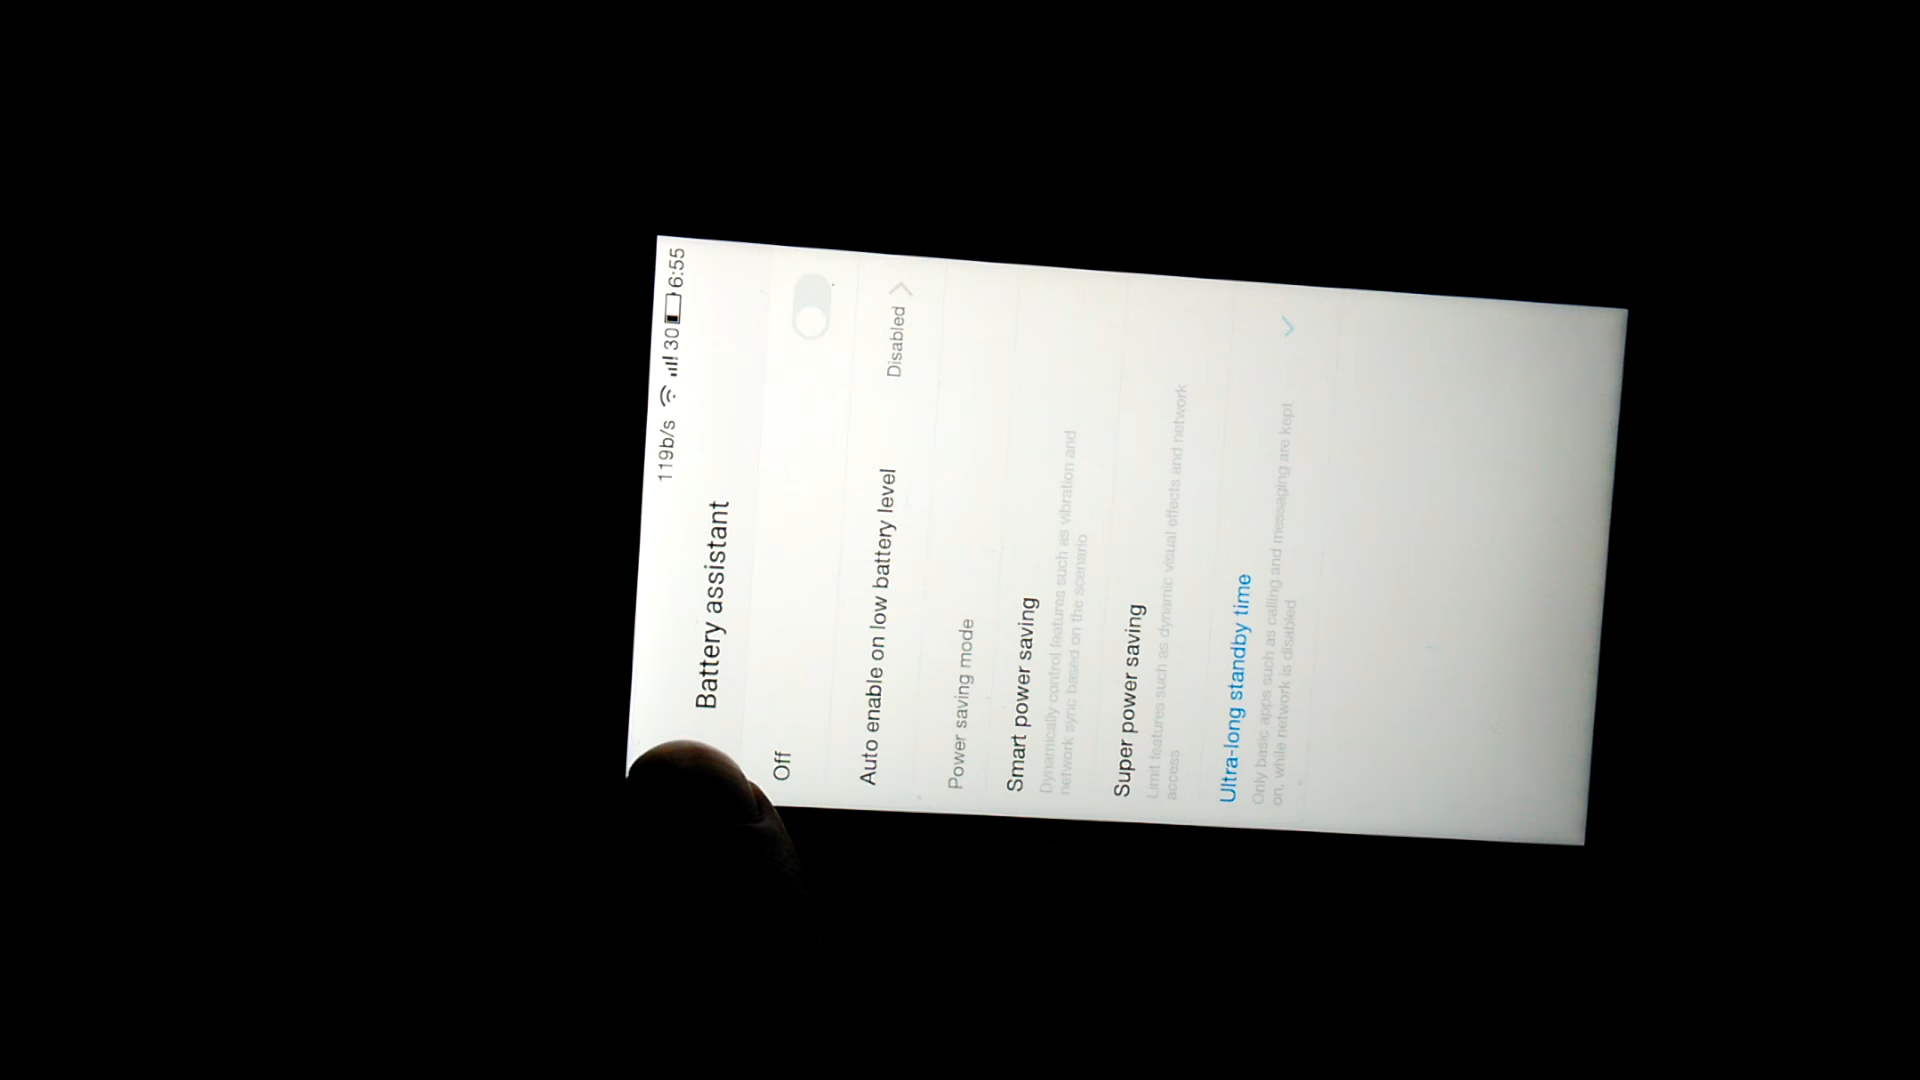 119b/s 30 6:55
Battery assistant
Off
Auto enable on low battery level Disabled
Power saving mode
Smart power saving
Dynamically control features such as vibration and
network sync based on the scenario
Super power saving
Limit features such as dynamic visual effects and network
access
Ultra-long standby time
Only basic apps such as calling and messaging are kept
on, while network is disabled